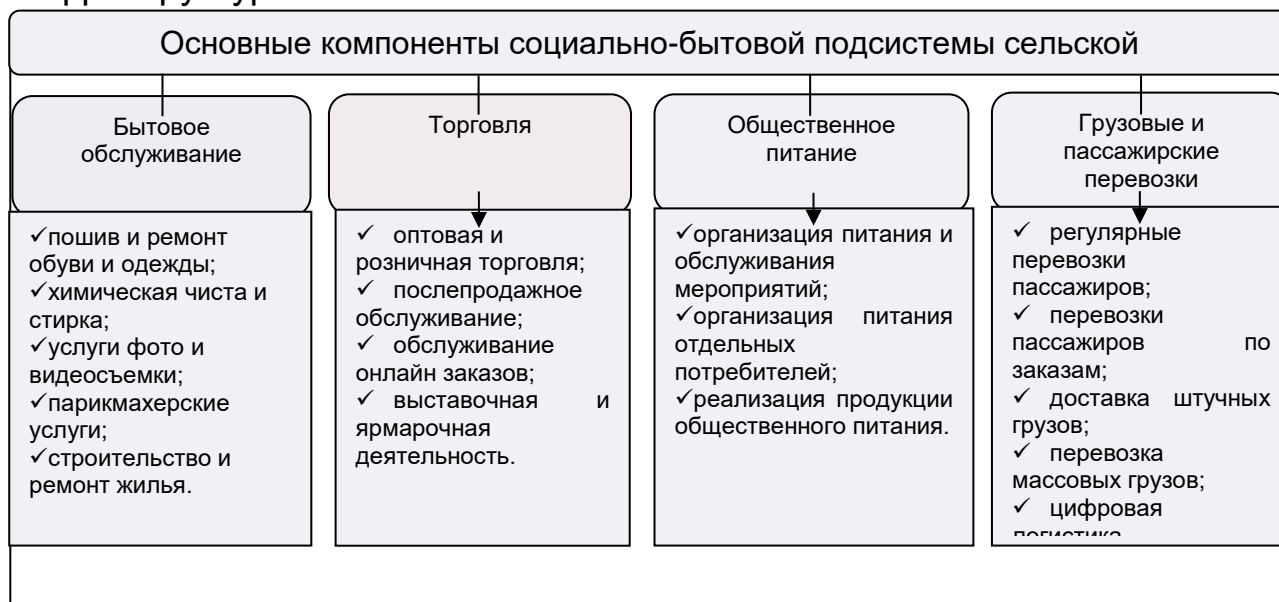 Основные компоненты социально-бытовой подсистемы сельской
Бытовое
обслуживание
✓пошив и ремонт
обуви и одежды;
✓химическая чиста и
стирка;
✓услуги фото и
видеосъемки;
✓парикмахерские
услуги;
✓строительство и
ремонт жилья.
Торговля
✓ оптовая и
розничная торговля;
✓ послепродажное
обслуживание;
✓ обслуживание
онлайн заказов;
✓ выставочная и
ярмарочная
деятельность.
Общественное
питание
✓организация питания и
обслуживания
мероприятий;
✓организация питания
отдельных
потребителей;
✓реализация продукции
общественного питания.
Грузовые и
пассажирские
перевозки
✓ регулярные
перевозки
пассажиров;
✓ перевозки
пассажиров по
заказам;
✓ доставка штучных
грузов;
✓ перевозка
массовых грузов;
✓ цифровая
логистика